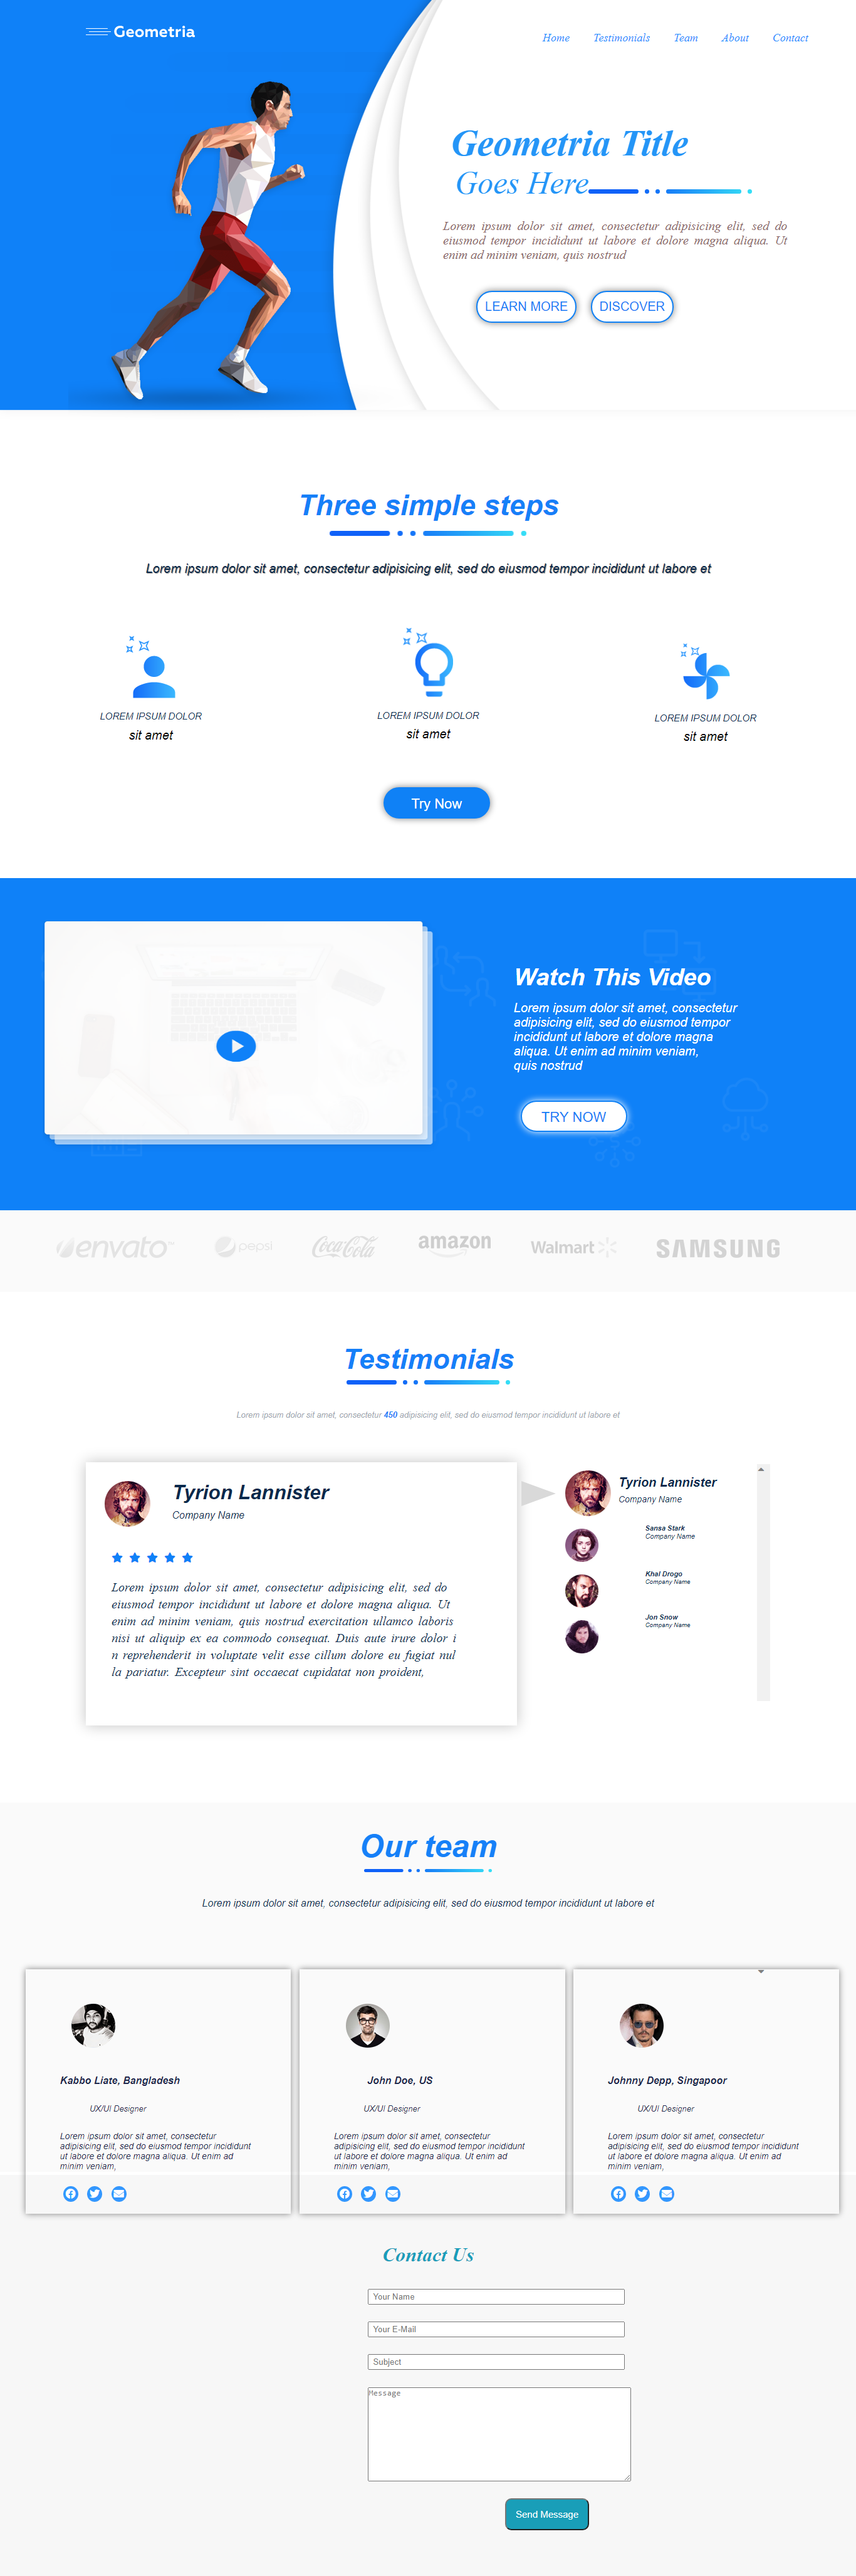 Geometria
Home Testimonials Team About Contact
Geometria Title
Goes Here
Lorem ipsum dolor sit amet, consectetur adipisicing elit, sed do
eiusmod tempor incididunt ut labore et dolore magna aliqua. Ut
enim ad minim veniam, quis nostrud
LEARN MORE DISCOVER
Three simple steps
Lorem ipsum dolor sit amet, consectetur adipisicing elit, sed do eiusmod tempor incididunt ut labore et
LOREM IPSUM DOLOR
sit amet
LOREM IPSUM DOLOR
sit amet
LOREM IPSUM DOLOR
sit amet
Try Now
Watch This Video
Lorem ipsum dolor sit amet, consectetur
adipisicing elit, sed do eiusmod tempor
incididunt ut labore et dolore magna
aliqua. Ut enim ad minim veniam,
quis nostrud
TRY NOW
envato pepsi Coca-Cola amazon Walmart SAMSUNG
Testimonials
Lorem ipsum dolor sit amet, consectetur 450 adipisicing elit, sed do eiusmod tempor incididunt ut labore et
Tyrion Lannister
Company Name
Lorem ipsum dolor sit amet, consectetur adipisicing elit, sed do
eiusmod tempor incididunt ut labore et dolore magna aliqua. Ut
enim ad minim veniam, quis nostrud exercitation ullamco laboris
nisi ut aliquip ex ea commodo consequat. Duis aute irure dolor i
n reprehenderit in voluptate velit esse cillum dolore eu fugiat nul
la pariatur. Excepteur sint occaecat cupidatat non proident,
Tyrion Lannister
Company Name
Sansa Stark
Company Name
Khal Drogo
Company Name
Jon Snow
Company Name
Our team
Lorem ipsum dolor sit amet, consectetur adipisicing elit, sed do eiusmod tempor incididunt ut labore et
Kabbo Liate, Bangladesh
UX/UI Designer
Lorem ipsum dolor sit amet, consectetur
adipisicing elit, sed do eiusmod tempor incididunt
ut labore et dolore magna aliqua. Ut enim ad
minim veniam,
John Doe, US
UX/UI Designer
Lorem ipsum dolor sit amet, consectetur
adipisicing elit, sed do eiusmod tempor incididunt
ut labore et dolore magna aliqua. Ut enim ad
minim veniam,
Johnny Depp, Singapoor
UX/UI Designer
Lorem ipsum dolor sit amet, consectetur
adipisicing elit, sed do eiusmod tempor incididunt
ut labore et dolore magna aliqua. Ut enim ad
minim veniam,
Contact Us
Your Name
Your E-Mail
Subject
Message
Send Message